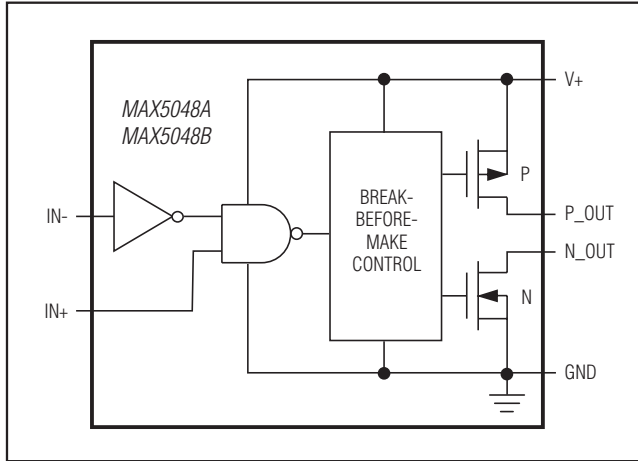 MAX5048A
MAX5048B
IN-
IN+
BREAK-
BEFORE-
MAKE
CONTROL
V+
P
P_OUT
N_OUT
N
GND